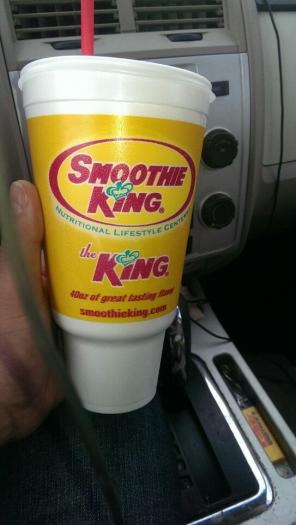 SMOOTHIE
KING®
NUTRITIONAL LIFESTYLE CENTER
the
KING®
40oz of great tasting flavor
smoothieking.com